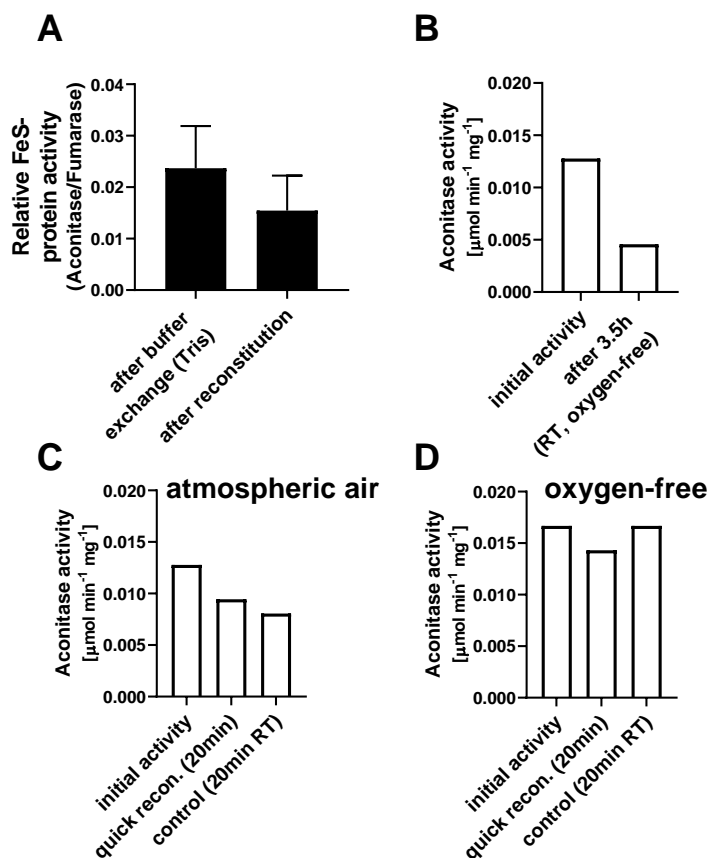 A
Relative FeS-
protein activity
(Aconitase/Fumarase)
0.04
0.03
0.02
0.01
0.00
after buffer
exchange (Tris)
after reconstitution
B
Aconitase activity
[µmol min⁻¹ mg⁻¹]
0.020
0.015
0.010
0.005
0.000
initial activity
after 3.5h
(RT, oxygen-free)
C
atmospheric air
Aconitase activity
[µmol min⁻¹ mg⁻¹]
0.020
0.015
0.010
0.005
0.000
initial activity
quick recon. (20min)
control (20min RT)
D
oxygen-free
Aconitase activity
[µmol min⁻¹ mg⁻¹]
0.020
0.015
0.010
0.005
0.000
initial activity
quick recon. (20min)
control (20min RT)